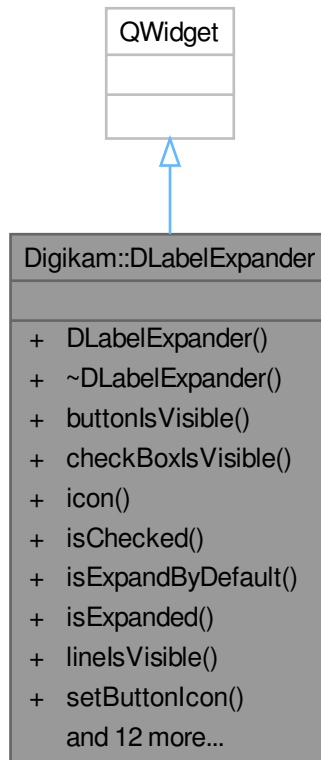 QWidget
Digikam::DLabelExpander
+ DLabelExpander()
+ ~DLabelExpander()
+ buttonIsVisible()
+ checkBoxIsVisible()
+ icon()
+ isChecked()
+ isExpandByDefault()
+ isExpanded()
+ lineIsVisible()
+ setButtonIcon()
and 12 more...